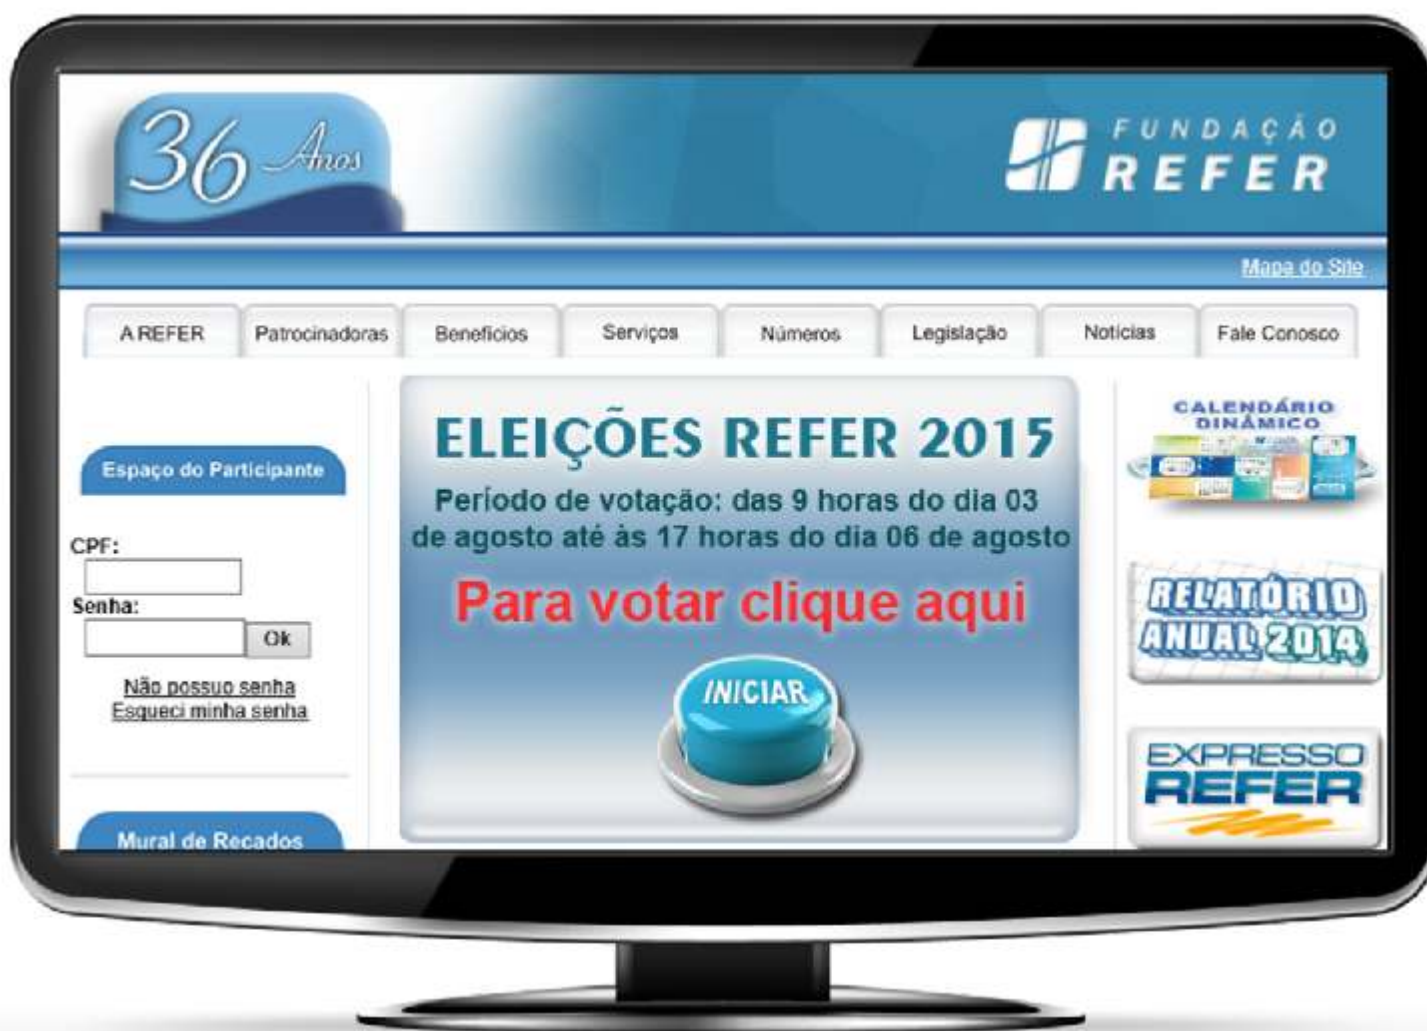 36 Anos
FUNDAÇÃO
REFER
Mapa do Site
A REFER Patrocinadoras Benefícios Serviços Números Legislação Notícias Fale Conosco
Espaço do Participante
CPF:
Senha:
Ok
Não possuo senha
Esqueci minha senha
Mural de Recados
ELEIÇÕES REFER 2015
Período de votação: das 9 horas do dia 03
de agosto até às 17 horas do dia 06 de agosto
Para votar clique aqui
INICIAR
CALENDÁRIO
DINÂMICO
RELATÓRIO
ANUAL 2014
EXPRESSO
REFER